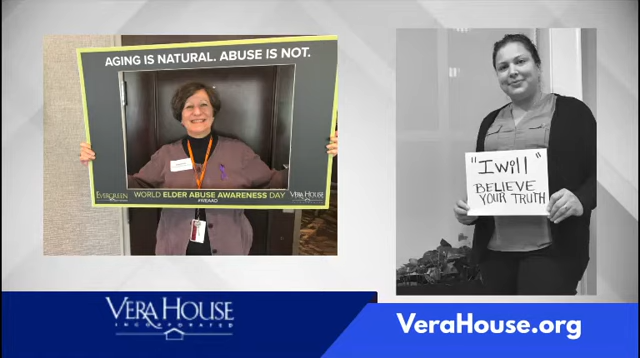 AGING IS NATURAL. ABUSE IS NOT.
EVERGREEN
WORLD ELDER ABUSE AWARENESS DAY
#WEAAD
VERA HOUSE
"I Will"
BELIEVE
YOUR TRUTH
VERA HOUSE
INCORPORATED
VeraHouse.org